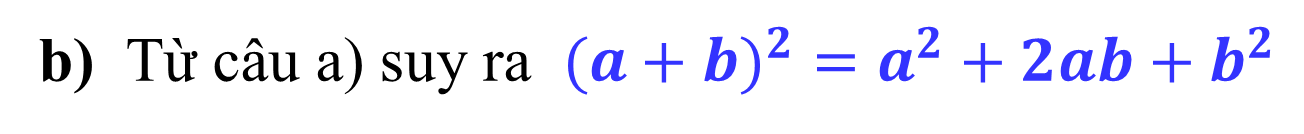 b) Từ câu a) suy ra (a + b)² = a² + 2ab + b²